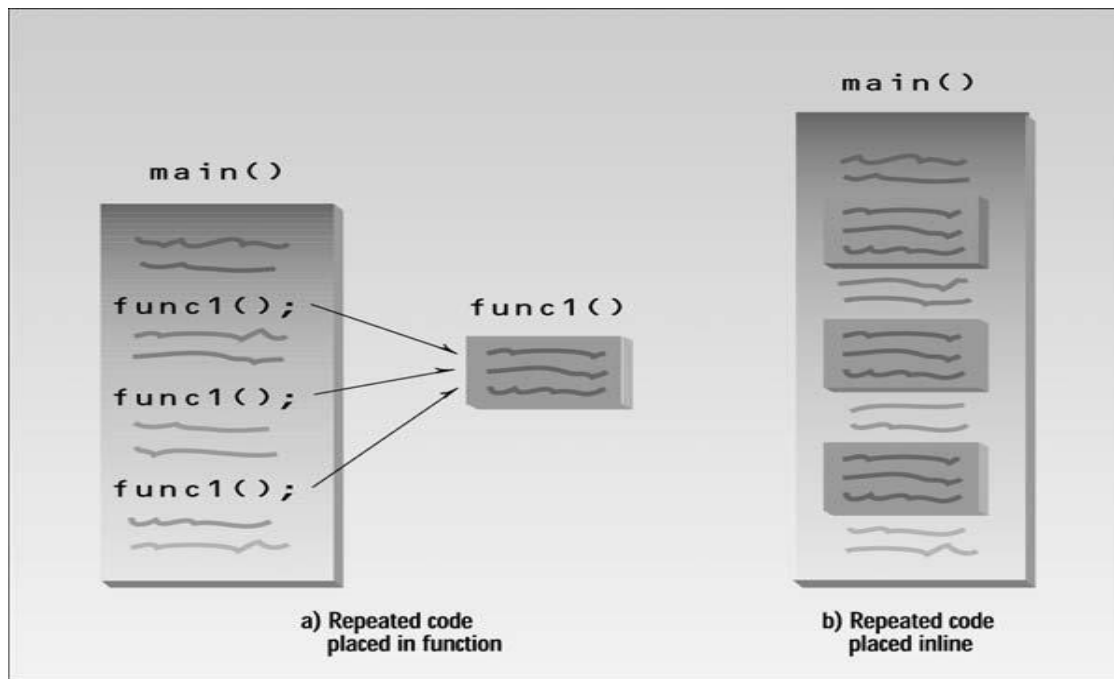 main()
func1();
func1();
func1();
func1()
a) Repeated code
placed in function
main()
b) Repeated code
placed inline